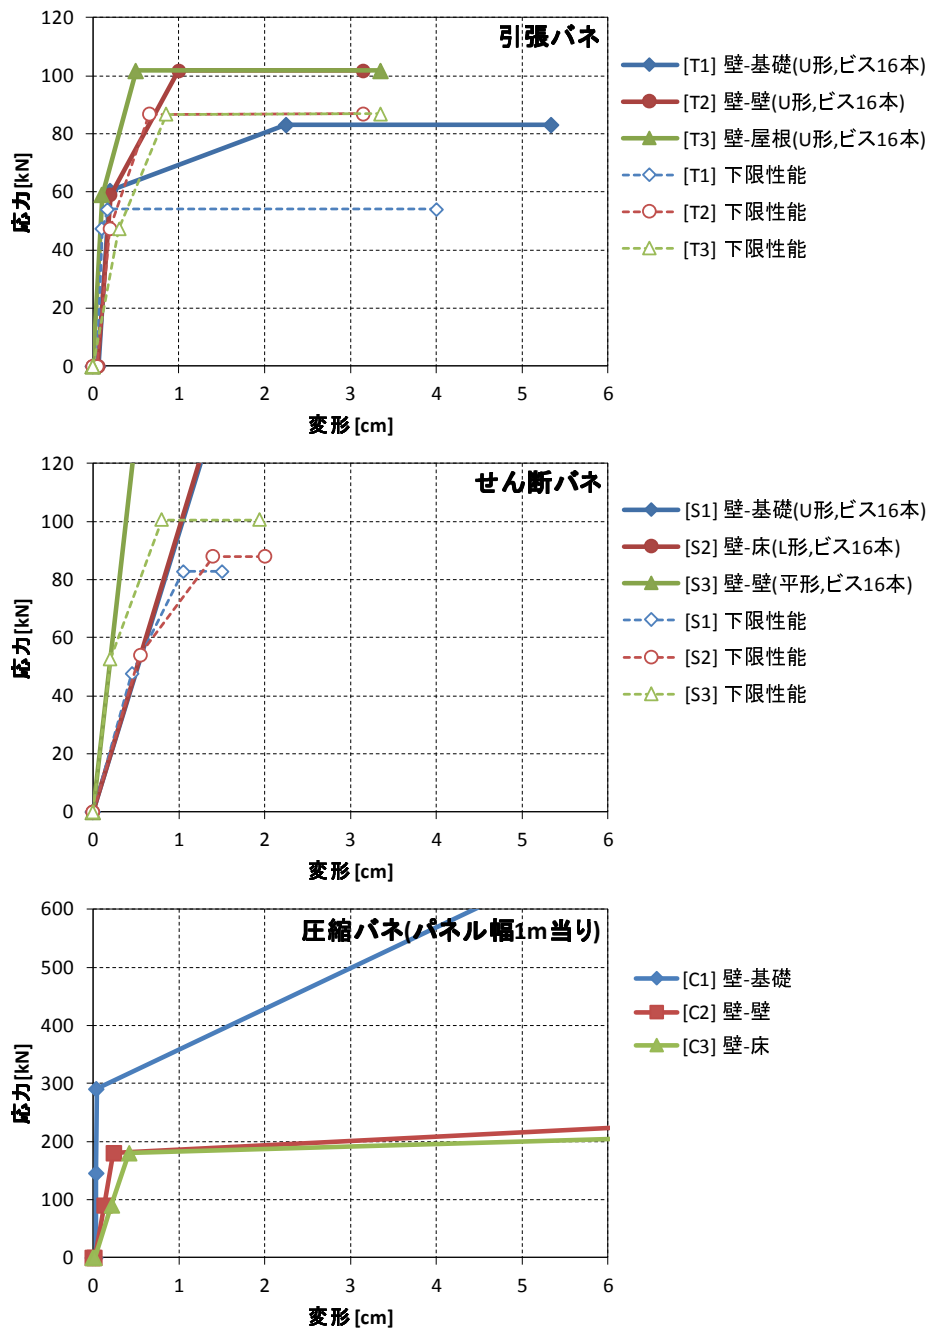 引張バネ
120
100
80
60
40
20
0
応力[kN]
0 1 2 3 4 5 6
変形 [cm]
[T1] 壁-基礎(U形,ビス16本)
[T2] 壁-壁(U形,ビス16本)
[T3] 壁-屋根(U形,ビス16本)
[T1] 下限性能
[T2] 下限性能
[T3] 下限性能
せん断バネ
120
100
80
60
40
20
0
応力[kN]
0 1 2 3 4 5 6
変形 [cm]
[S1] 壁-基礎(U形,ビス16本)
[S2] 壁-床(L形,ビス16本)
[S3] 壁-壁(平形,ビス16本)
[S1] 下限性能
[S2] 下限性能
[S3] 下限性能
圧縮バネ(パネル幅1m当り)
600
500
400
300
200
100
0
応力[kN]
0 1 2 3 4 5 6
変形 [cm]
[C1] 壁-基礎
[C2] 壁-壁
[C3] 壁-床